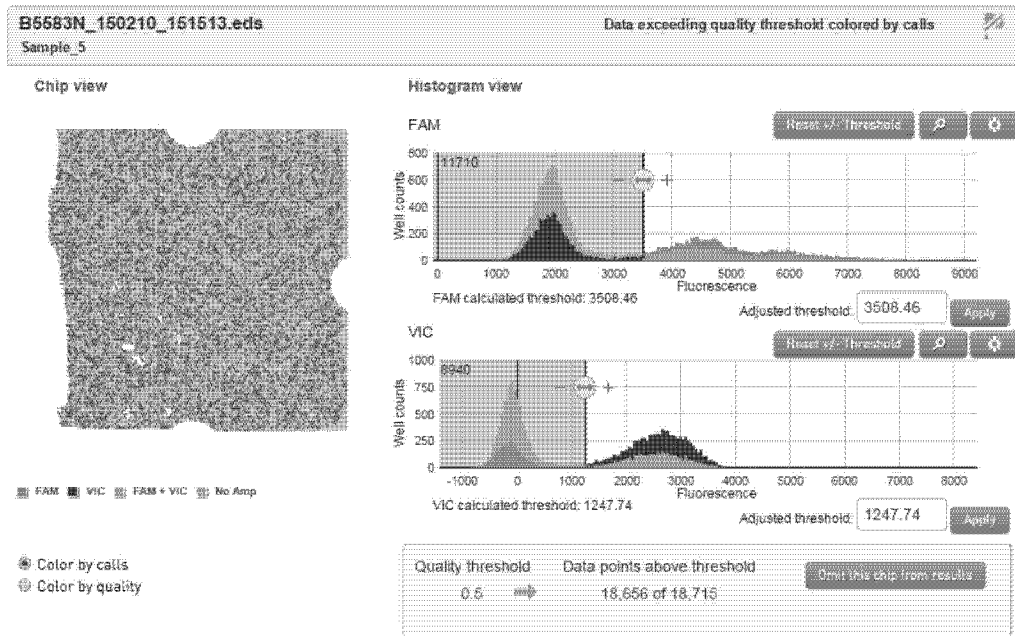 B5583N_150210_151513.eds
Data exceeding quality threshold colored by calls
Sample_5
Chip view
Histogram view
FAM
Reset +/- Threshold
800
600
400
200
0
11710
Well counts
- +
0 1000 2000 3000 4000 5000 6000 7000 8000 9000
Fluorescence
FAM calculated threshold: 3508.46
Adjusted threshold: 3508.46 Apply
VIC
Reset +/- Threshold
1000
750
500
250
0
6940
Well counts
- +
-1000 0 1000 2000 3000 4000 5000 6000 7000 8000
Fluorescence
VIC calculated threshold: 1247.74
Adjusted threshold: 1247.74 Apply
FAM VIC FAM + VIC No Amp
Color by calls
Color by quality
Quality threshold Data points above threshold
0.5 18,656 of 18,715
Omit this chip from results